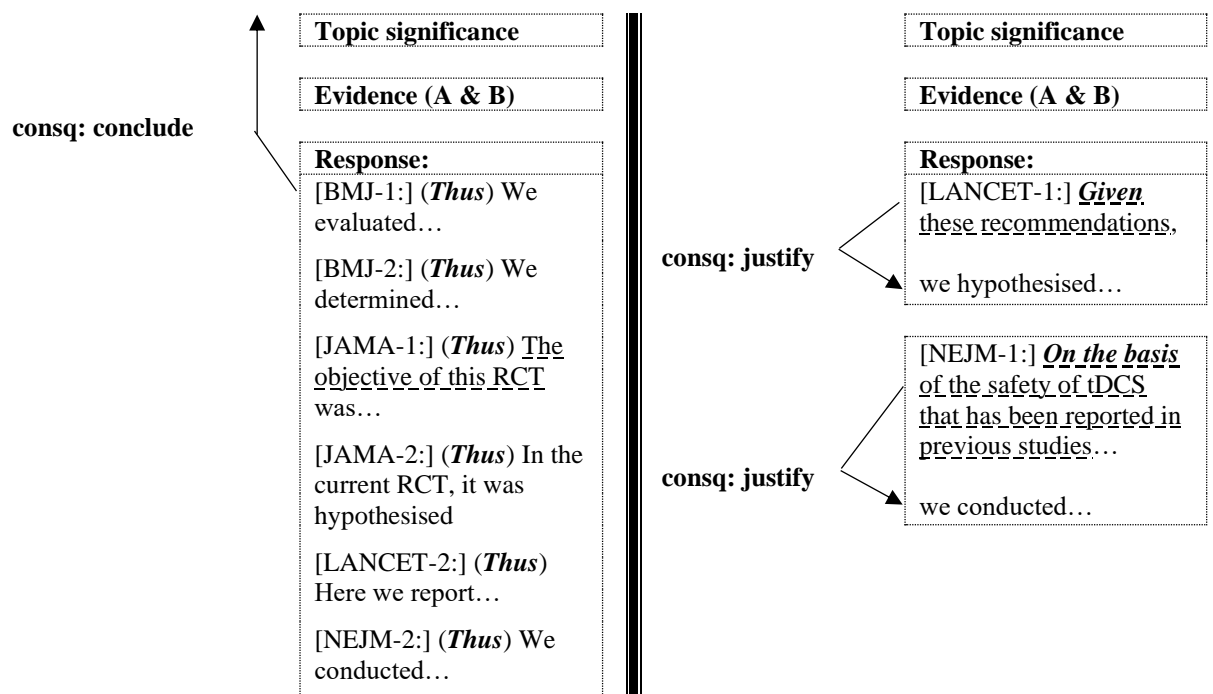 Topic significance
Evidence (A & B)
consq: conclude
Response:
[BMJ-1:] (Thus) We
evaluated…
[BMJ-2:] (Thus) We
determined…
[JAMA-1:] (Thus) The
objective of this RCT
was…
[JAMA-2:] (Thus) In the
current RCT, it was
hypothesised
[LANCET-2:] (Thus)
Here we report…
[NEJM-2:] (Thus) We
conducted…
Topic significance
Evidence (A & B)
Response:
[LANCET-1:] Given
these recommendations,
consq: justify
we hypothesised…
[NEJM-1:] On the basis
of the safety of tDCS
that has been reported in
previous studies…
consq: justify
we conducted…